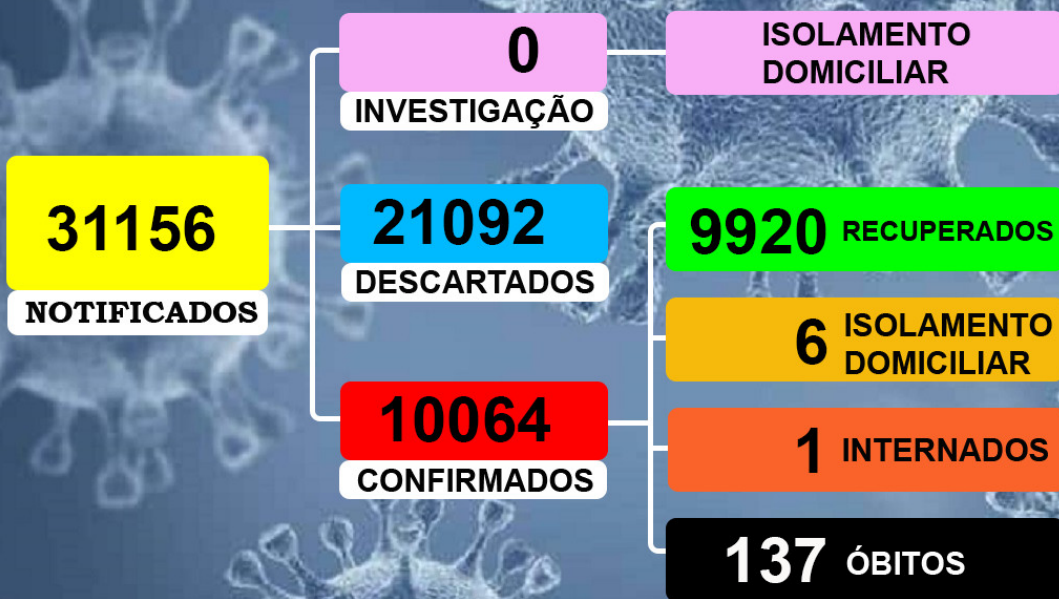 31156
NOTIFICADOS
0
INVESTIGAÇÃO
ISOLAMENTO
DOMICILIAR
21092
DESCARTADOS
10064
CONFIRMADOS
9920 RECUPERADOS
6 ISOLAMENTO
DOMICILIAR
1 INTERNADOS
137 ÓBITOS